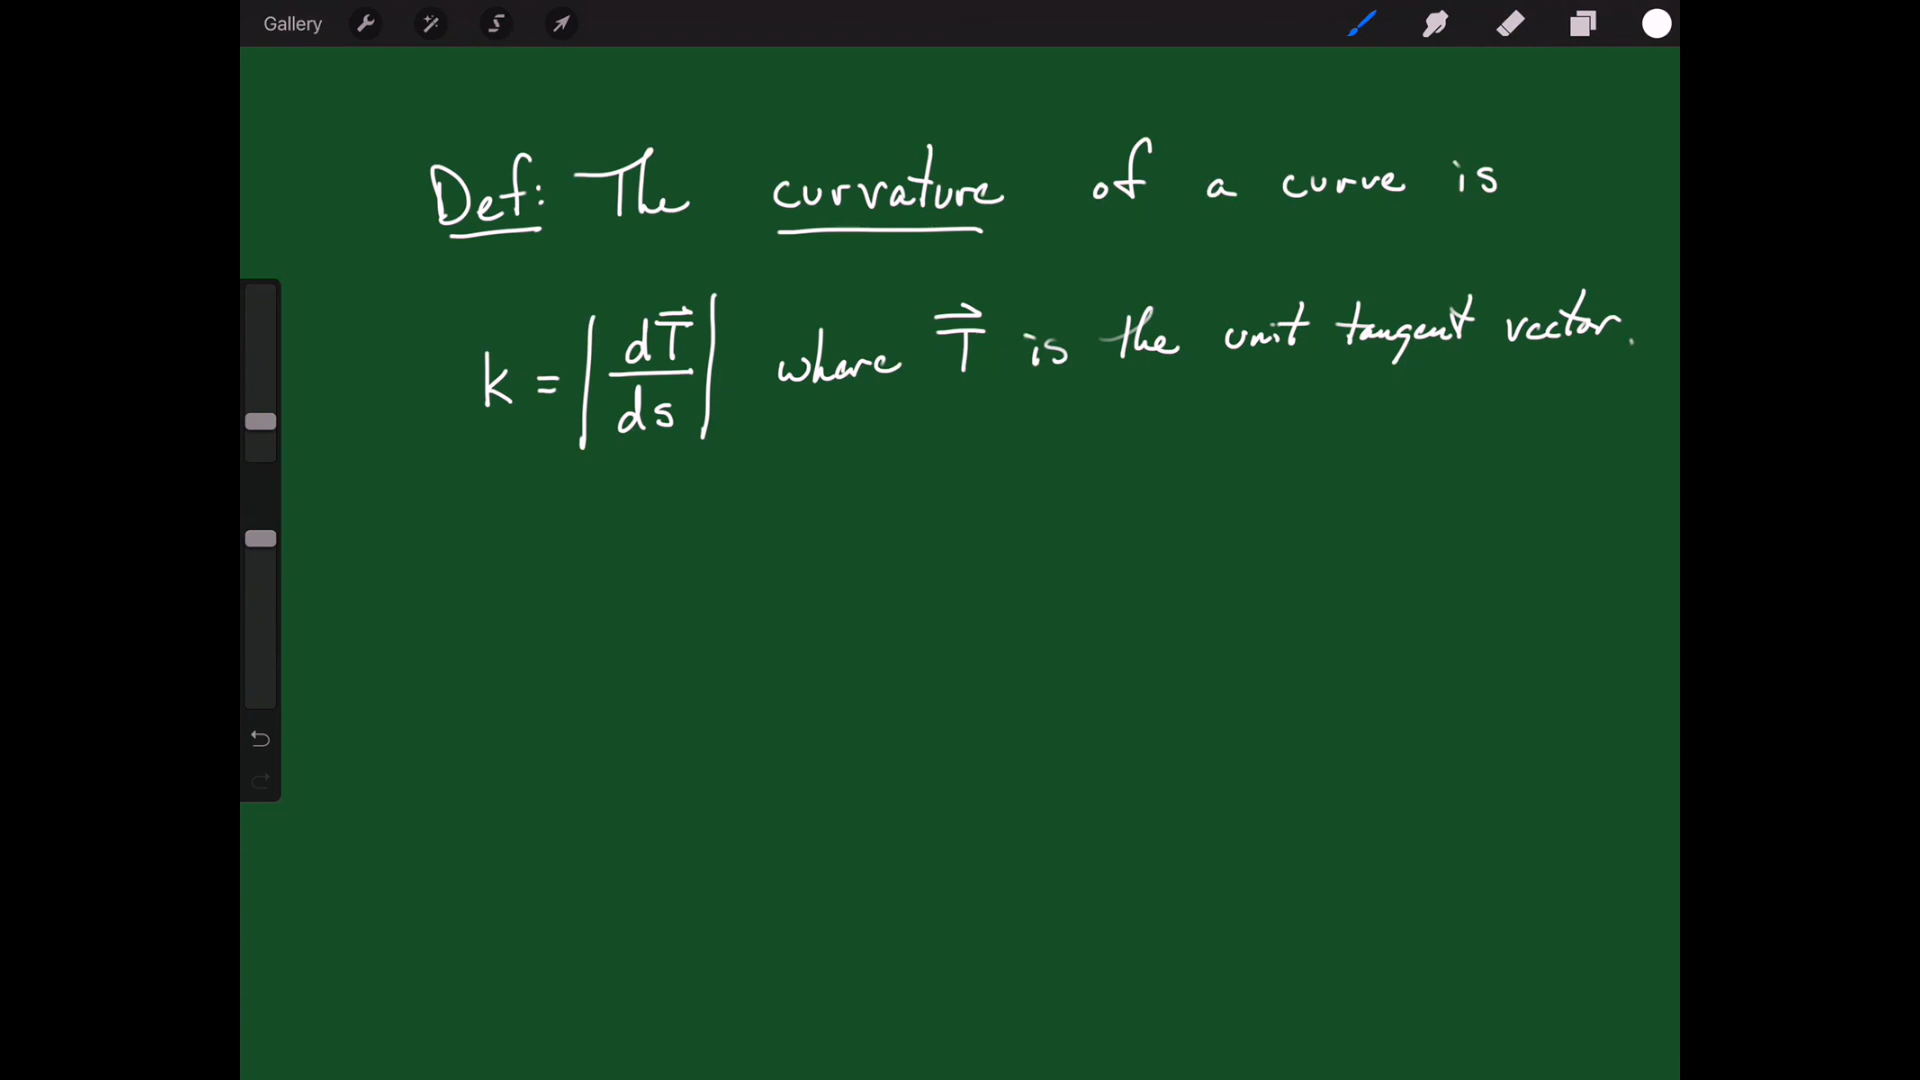 Gallery
Def: The curvature of a curve is
k = | dT⃗ / ds | where T⃗ is the unit tangent vector.